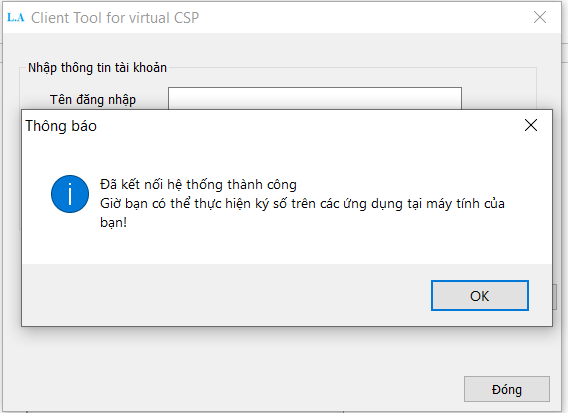 L.A Client Tool for virtual CSP
Nhập thông tin tài khoản
Tên đăng nhập
Thông báo
Đã kết nối hệ thống thành công
Giờ bạn có thể thực hiện ký số trên các ứng dụng tại máy tính của
bạn!
OK
Đóng